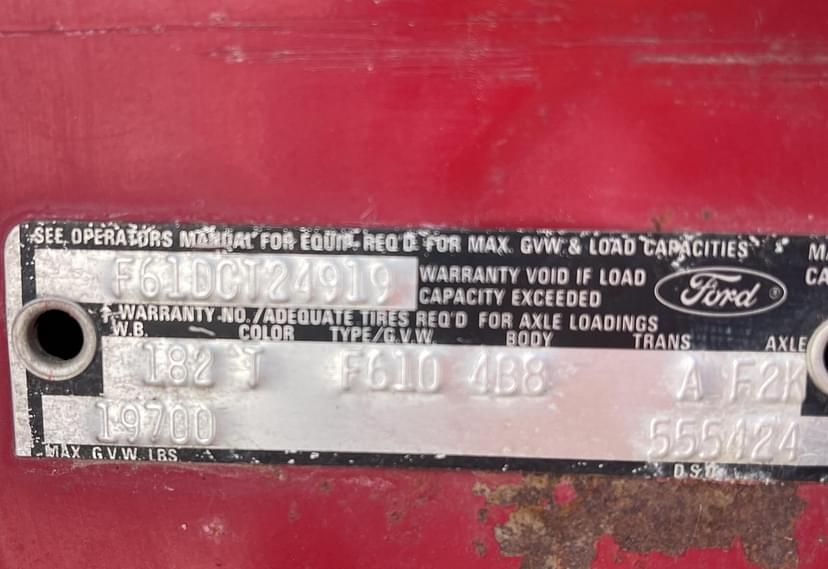 SEE OPERATORS MANUAL FOR EQUIP REQ'D FOR MAX. GVW & LOAD CAPACITIES
F61DCT24919
WARRANTY VOID IF LOAD
CAPACITY EXCEEDED
Ford ®
WARRANTY NO./ADEQUATE TIRES REQ'D FOR AXLE LOADINGS
W.B. COLOR TYPE/G.V.W. BODY TRANS AXLE
182 T F610 4B8 A F2K
19700 555424
MAX. G.V.W. LBS D.S.O.